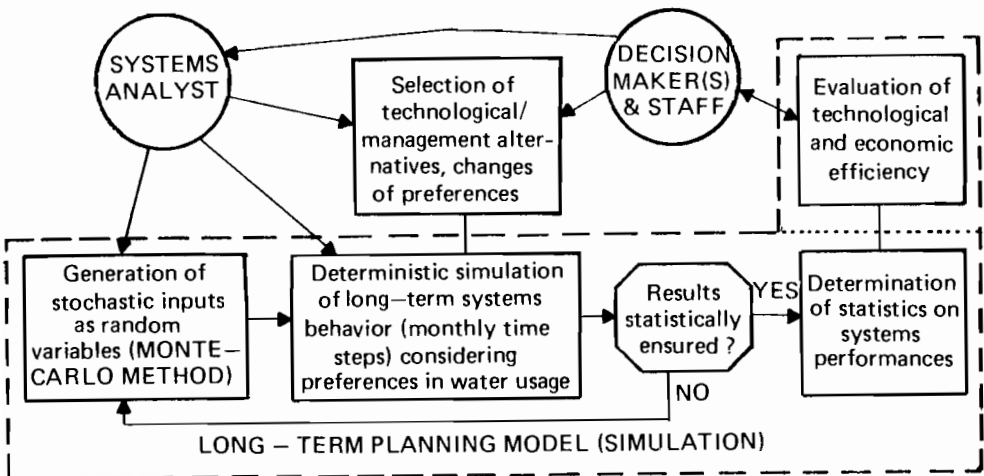 SYSTEMS
ANALYST
Selection of
technological/
management alter-
natives, changes
of preferences
DECISION
MAKER(S)
& STAFF
Evaluation of
technological
and economic
efficiency
Generation of
stochastic inputs
as random
variables (MONTE–
CARLO METHOD)
Deterministic simulation
of long–term systems
behavior (monthly time
steps) considering
preferences in water usage
Results
statistically
ensured ?
YES
NO
Determination
of statistics on
systems
performances
LONG – TERM PLANNING MODEL (SIMULATION)